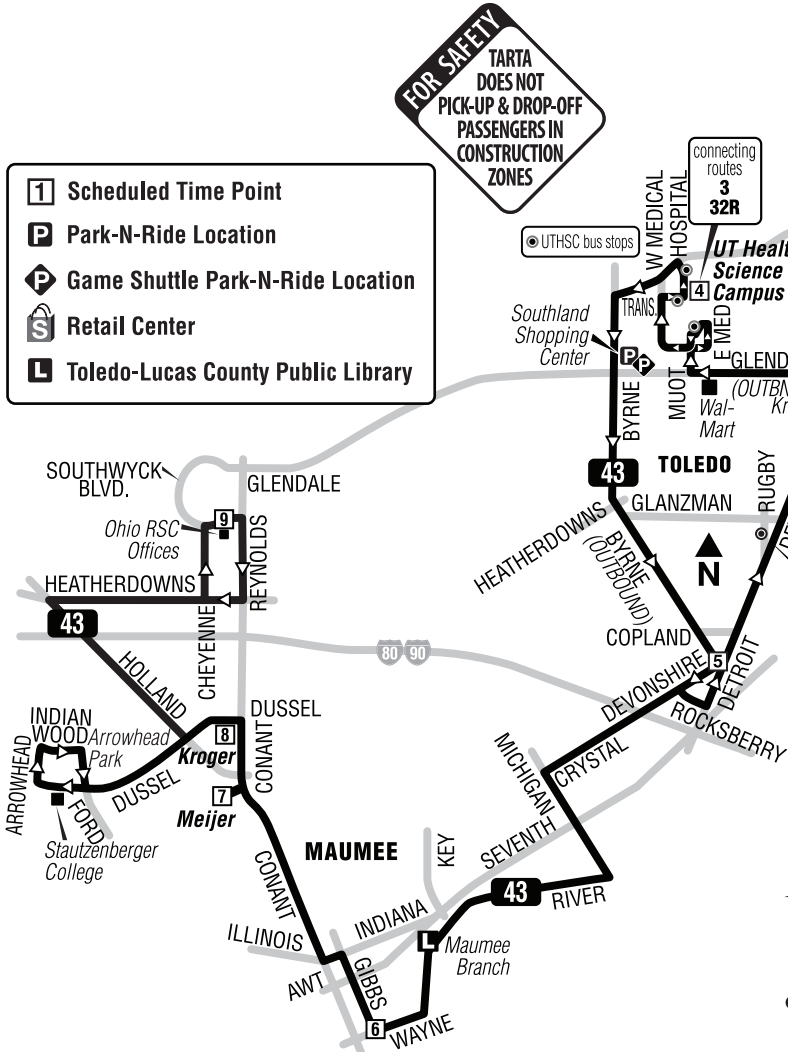 FOR SAFETY
TARTA
DOES NOT
PICK-UP & DROP-OFF
PASSENGERS IN
CONSTRUCTION
ZONES
1 Scheduled Time Point
P Park-N-Ride Location
P Game Shuttle Park-N-Ride Location
S Retail Center
L Toledo-Lucas County Public Library
connecting
routes
3
32R
UTHSC bus stops
W MEDICAL
HOSPITAL
UT Healt
Science
Campus
4
TRANS.
Southland
Shopping
Center
P
P
E MED
MUOT
GLEND
(OUTBN
Kr
Wal-
Mart
BYRNE
43
TOLEDO
RUGBY
GLANZMAN
HEATHERDOWNS
BYRNE
(OUTBOUND)
N
COPLAND
5
DEVONSHIRE
DETROIT
ROCKSBERRY
SOUTHWYCK
BLVD.
GLENDALE
9
Ohio RSC
Offices
REYNOLDS
HEATHERDOWNS
43
CHEYENNE
HOLLAND
80 90
DUSSEL
INDIAN
WOOD
Arrowhead
Park
ARROWHEAD
8
Kroger
CONANT
DUSSEL
FORD
7
Meijer
Stautzenberger
College
MICHIGAN
CRYSTAL
MAUMEE
KEY
SEVENTH
CONANT
43
RIVER
INDIANA
ILLINOIS
L
Maumee
Branch
AWT
GIBBS
6
WAYNE